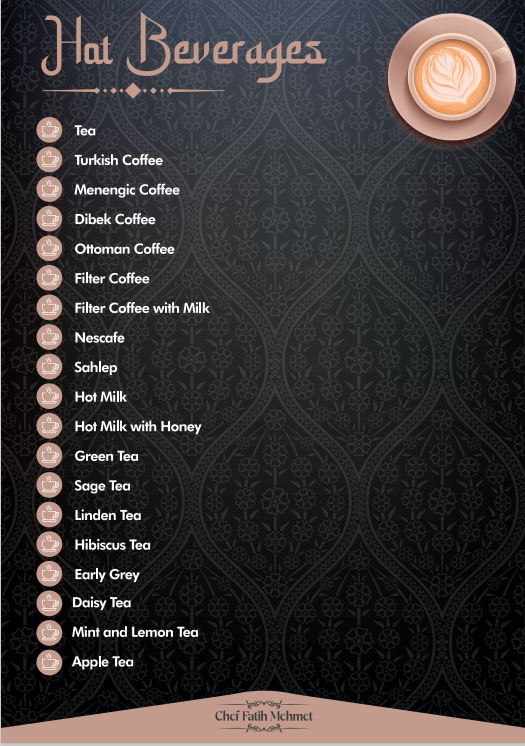 Hot Beverages
Tea
Turkish Coffee
Menengic Coffee
Dibek Coffee
Ottoman Coffee
Filter Coffee
Filter Coffee with Milk
Nescafe
Sahlep
Hot Milk
Hot Milk with Honey
Green Tea
Sage Tea
Linden Tea
Hibiscus Tea
Early Grey
Daisy Tea
Mint and Lemon Tea
Apple Tea
Chef Fatih Mehmet